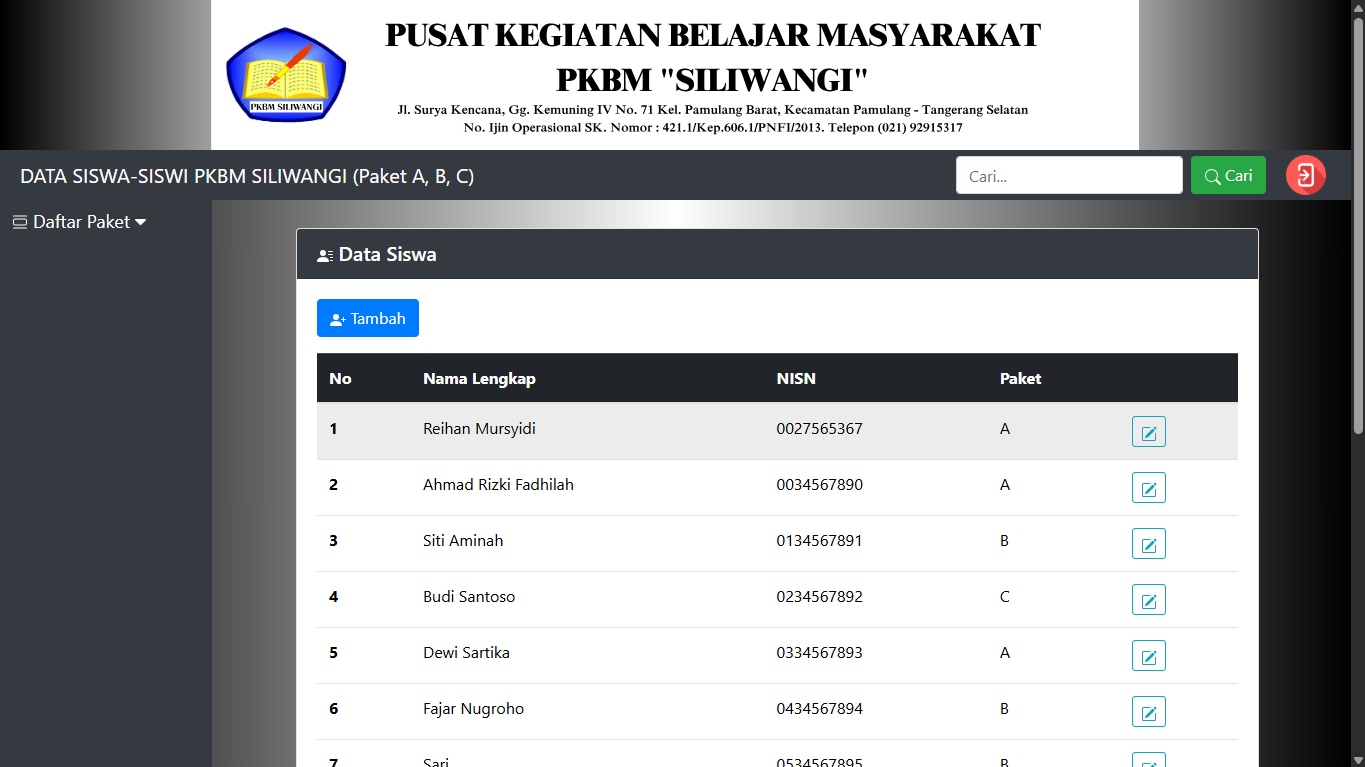 PUSAT KEGIATAN BELAJAR MASYARAKAT
PKBM "SILIWANGI"
Jl. Surya Kencana, Gg. Kemuning IV No. 71 Kel. Pamulang Barat, Kecamatan Pamulang - Tangerang Selatan
No. Ijin Operasional SK. Nomor : 421.1/Kep.606.1/PNFI/2013. Telepon (021) 92915317
PKBM SILIWANGI
DATA SISWA-SISWI PKBM SILIWANGI (Paket A, B, C) Cari... Cari
Daftar Paket
Data Siswa
Tambah
No Nama Lengkap NISN Paket
1 Reihan Mursyidi 0027565367 A
2 Ahmad Rizki Fadhilah 0034567890 A
3 Siti Aminah 0134567891 B
4 Budi Santoso 0234567892 C
5 Dewi Sartika 0334567893 A
6 Fajar Nugroho 0434567894 B
7 Sari 0534567895 B